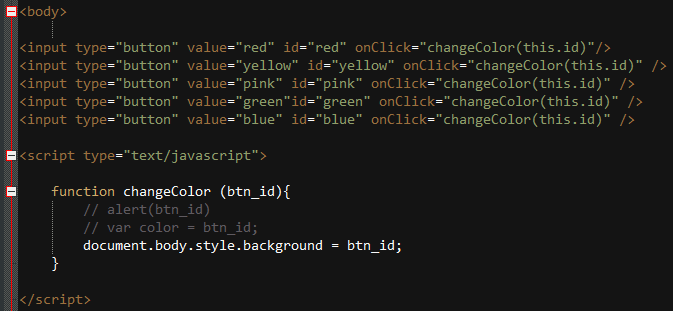 <body>
<input type="button" value="red" id="red" onClick="changeColor(this.id)"/>
<input type="button" value="yellow" id="yellow" onClick="changeColor(this.id)" />
<input type="button" value="pink" id="pink" onClick="changeColor(this.id)" />
<input type="button" value="green"id="green" onClick="changeColor(this.id)" />
<input type="button" value="blue" id="blue" onClick="changeColor(this.id)" />
<script type="text/javascript">
function changeColor (btn_id){
// alert(btn_id)
// var color = btn_id;
document.body.style.background = btn_id;
}
</script>